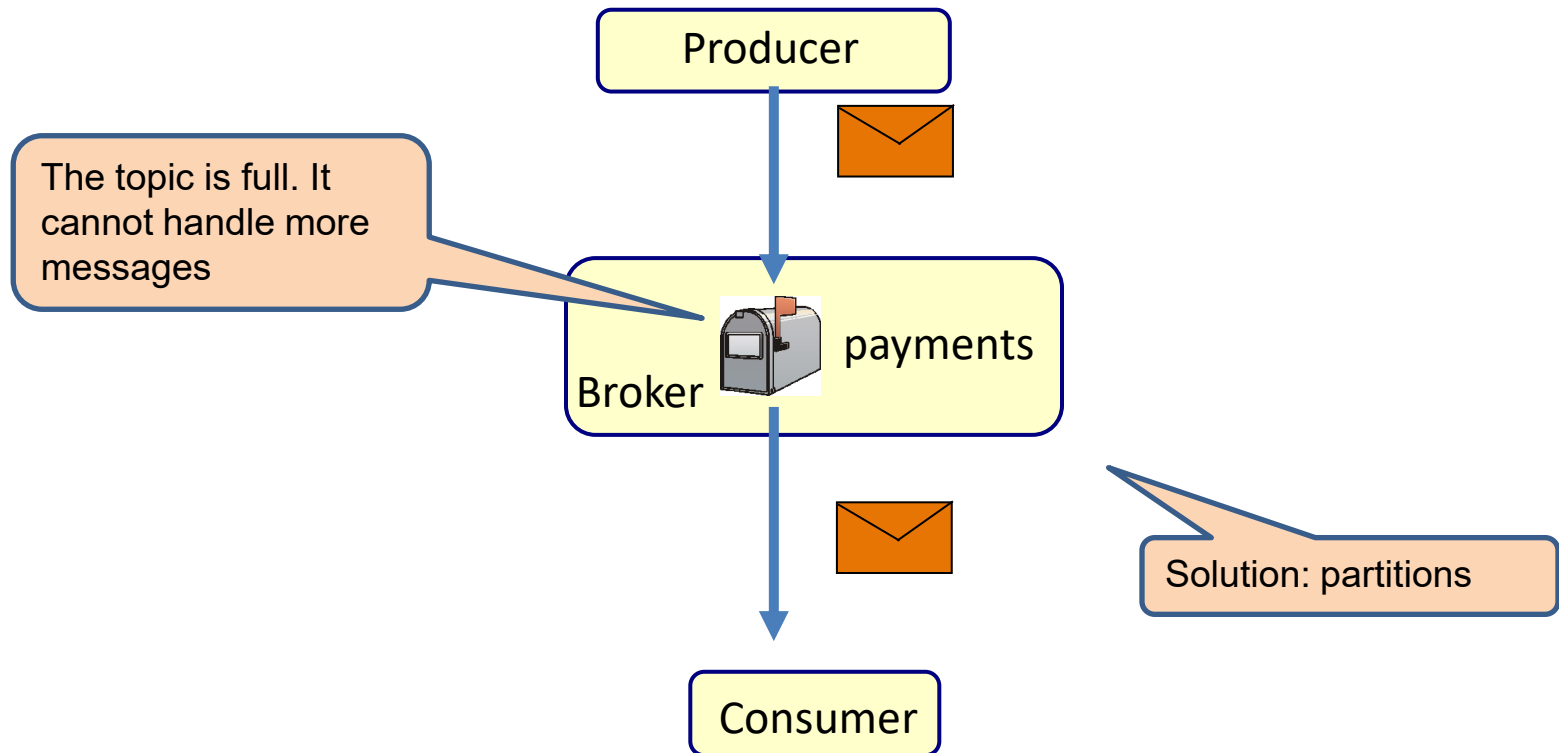 Producer
The topic is full. It
cannot handle more
messages
payments
Broker
Solution: partitions
Consumer